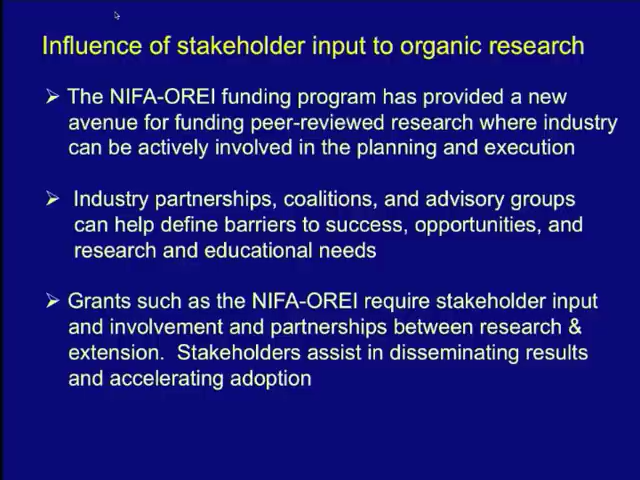 Influence of stakeholder input to organic research
➢ The NIFA-OREI funding program has provided a new
avenue for funding peer-reviewed research where industry
can be actively involved in the planning and execution
➢ Industry partnerships, coalitions, and advisory groups
can help define barriers to success, opportunities, and
research and educational needs
➢ Grants such as the NIFA-OREI require stakeholder input
and involvement and partnerships between research &
extension. Stakeholders assist in disseminating results
and accelerating adoption